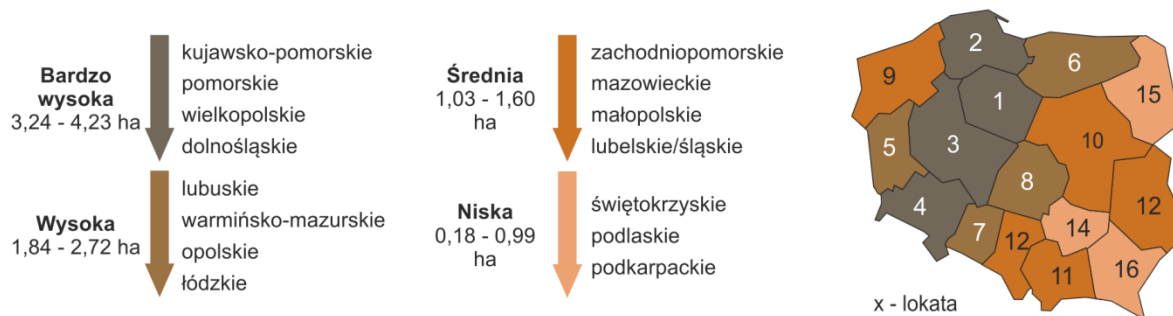 Bardzo
wysoka
3,24 - 4,23 ha
kujawsko-pomorskie
pomorskie
wielkopolskie
dolnośląskie
Wysoka
1,84 - 2,72 ha
lubuskie
warmińsko-mazurskie
opolskie
łódzkie
Średnia
1,03 - 1,60
ha
zachodniopomorskie
mazowieckie
małopolskie
lubelskie/śląskie
Niska
0,18 - 0,99
ha
świętokrzyskie
podlaskie
podkarpackie
2
6
9
15
1
10
5
3
8
4
12
7
12
14
11
16
x - lokata